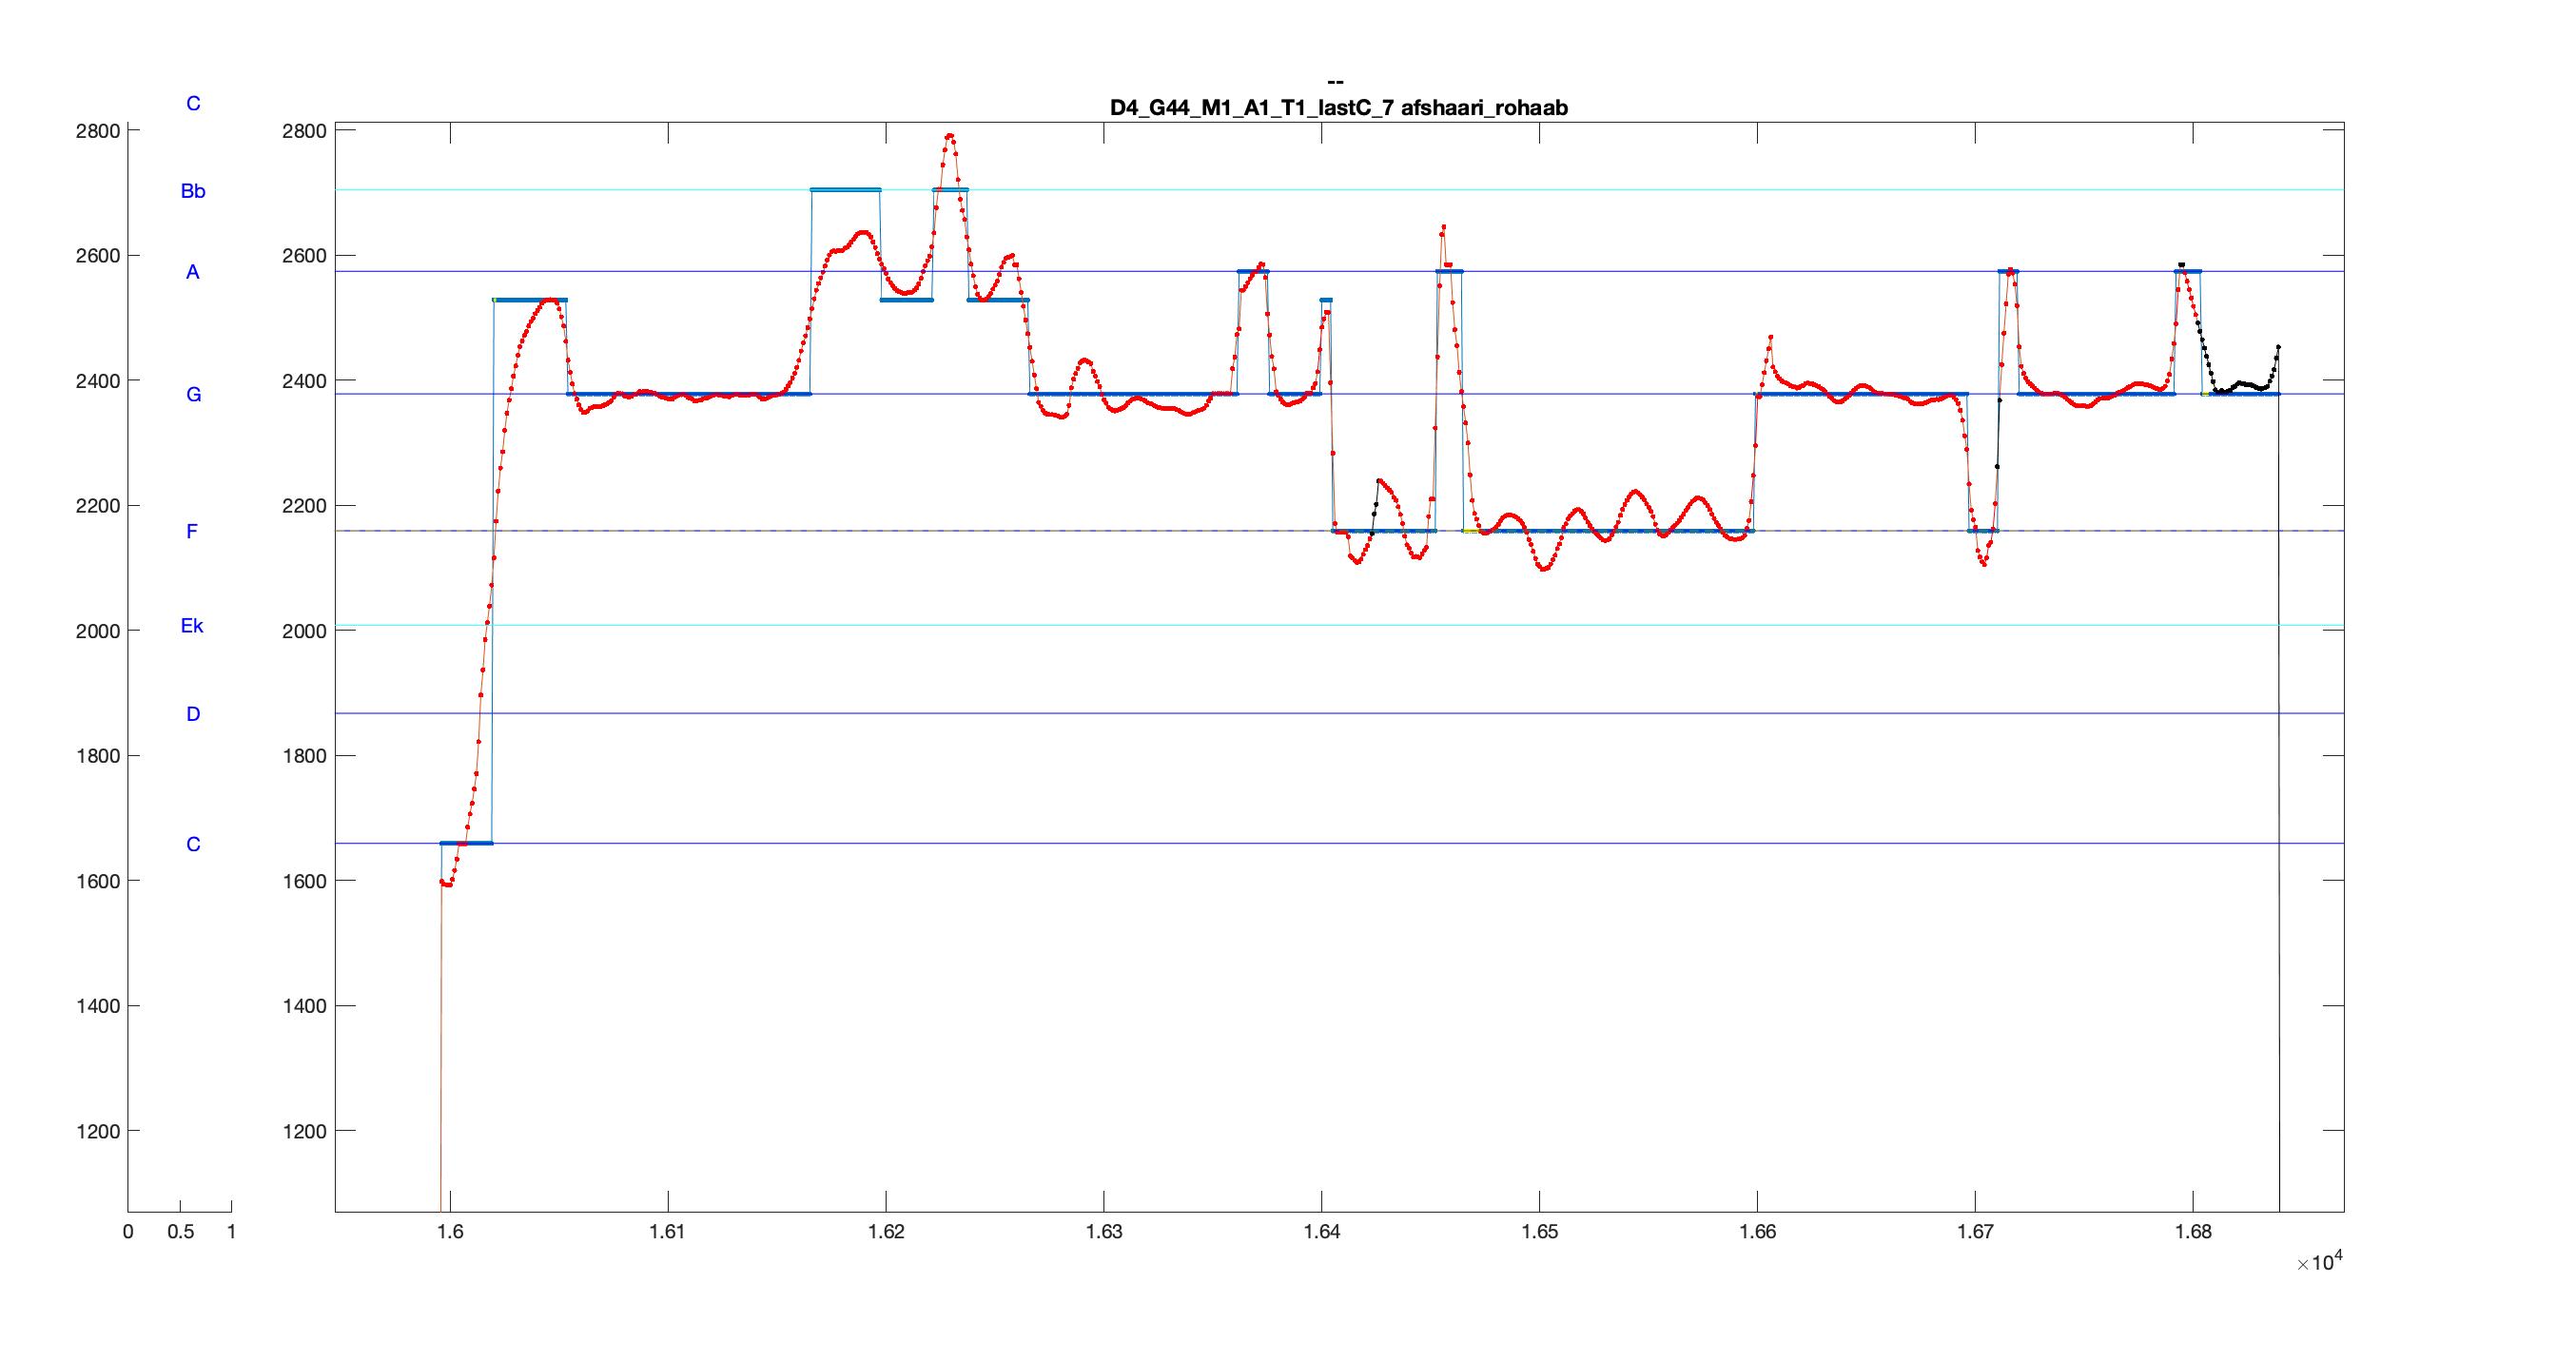 --
D4_G44_M1_A1_T1_lastC_7 afshaari_rohaab
C
2800 2800
Bb
2600 2600
A
2400 2400
G
2200 2200
F
2000 2000
Ek
D
1800 1800
C
1600 1600
1400 1400
1200 1200
0 0.5 1 1.6 1.61 1.62 1.63 1.64 1.65 1.66 1.67 1.68
×10^4